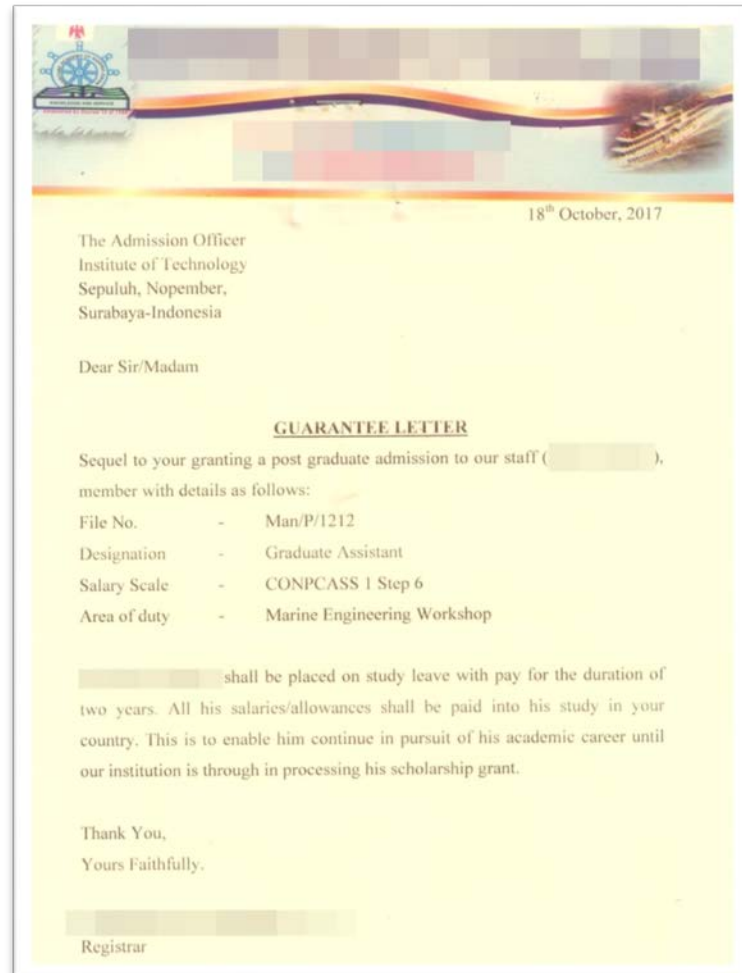 KNOWLEDGE FOR SERVICE
18th October, 2017
The Admission Officer
Institute of Technology
Sepuluh, Nopember,
Surabaya-Indonesia
Dear Sir/Madam
GUARANTEE LETTER
Sequel to your granting a post graduate admission to our staff ( ),
member with details as follows:
File No. - Man/P/1212
Designation - Graduate Assistant
Salary Scale - CONPCASS 1 Step 6
Area of duty - Marine Engineering Workshop
shall be placed on study leave with pay for the duration of
two years. All his salaries/allowances shall be paid into his study in your
country. This is to enable him continue in pursuit of his academic career until
our institution is through in processing his scholarship grant.
Thank You,
Yours Faithfully.
Registrar